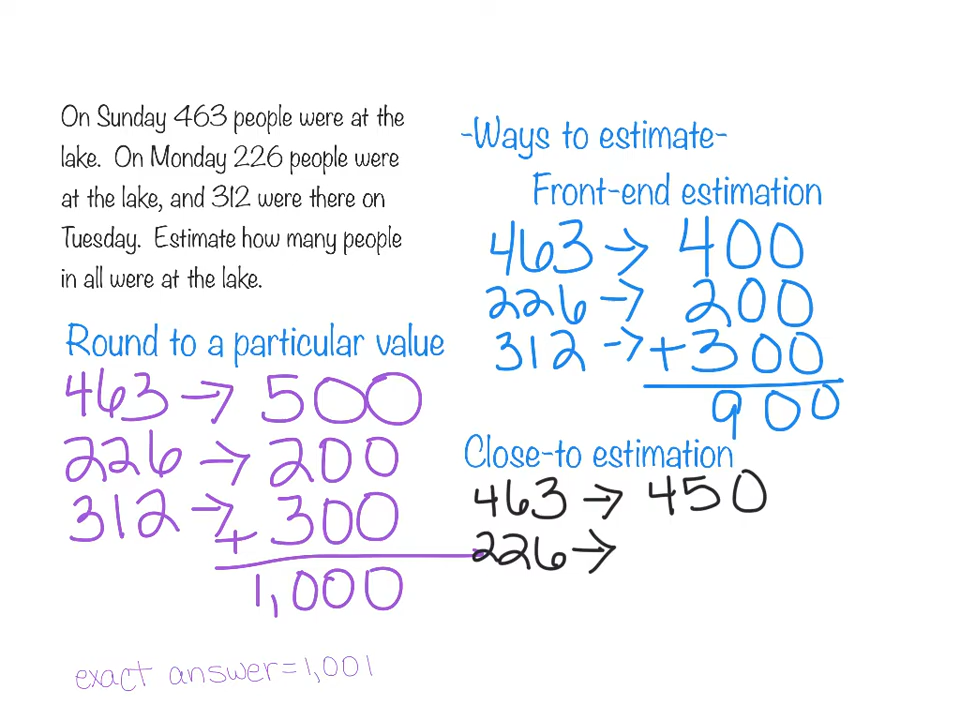 On Sunday 463 people were at the
lake. On Monday 226 people were
at the lake, and 312 were there on
Tuesday. Estimate how many people
in all were at the lake.
Round to a particular value
463 → 500
226 → 200
312 → + 300
1,000
exact answer = 1,001
-Ways to estimate-
Front-end estimation
463 → 400
226 → 200
312 → + 300
900
Close-to estimation
463 → 450
226 →